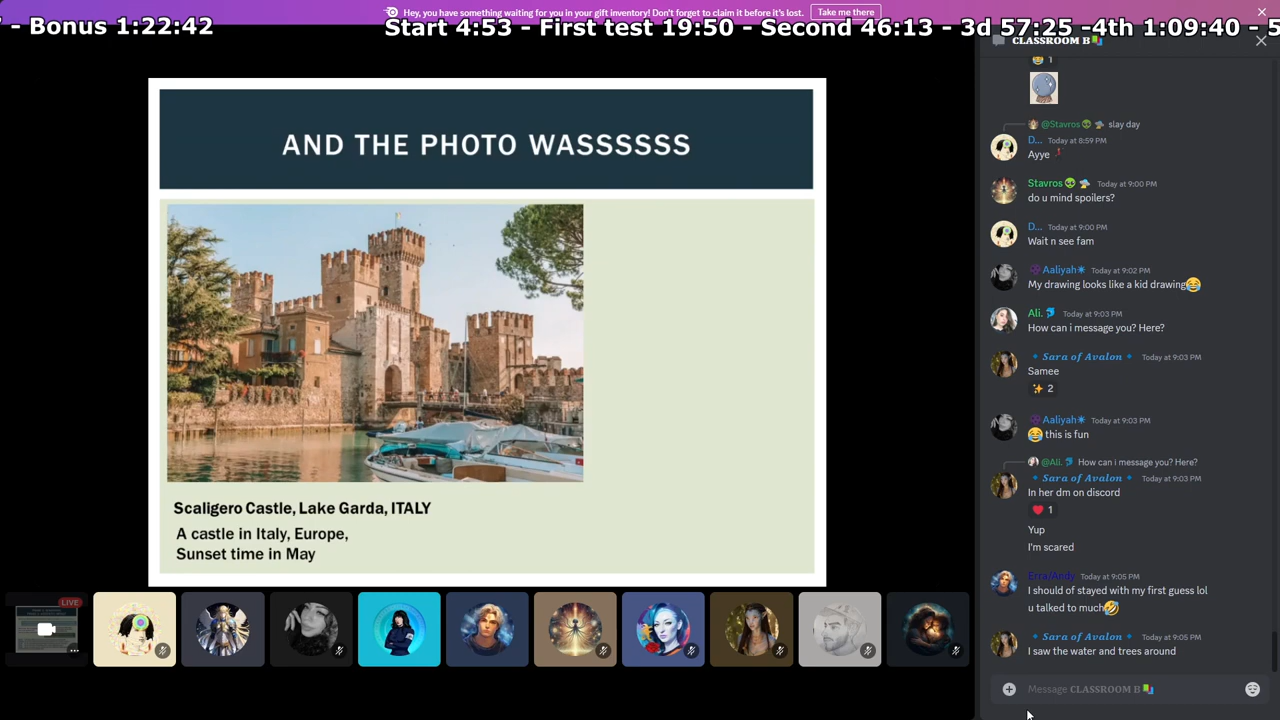 Hey, you have something waiting for you in your gift inventory! Don't forget to claim it before it's lost.
Take me there
- Bonus 1:22:42
Start 4:53 - First test 19:50 - Second 46:13 - 3d 57:25 -4th 1:09:40 - 5
CLASSROOM B
AND THE PHOTO WASSSSSS
Scaligero Castle, Lake Garda, ITALY
A castle in Italy, Europe,
Sunset time in May
LIVE
1
@Stavros slay day
D... Today at 8:59 PM
Ayye
Stavros Today at 9:00 PM
do u mind spoilers?
D... Today at 9:00 PM
Wait n see fam
Aaliyah Today at 9:02 PM
My drawing looks like a kid drawing
Ali. Today at 9:03 PM
How can i message you? Here?
Sara of Avalon Today at 9:03 PM
Samee
2
Aaliyah Today at 9:03 PM
this is fun
@Ali. How can i message you? Here?
Sara of Avalon Today at 9:03 PM
In her dm on discord
1
Yup
I'm scared
Erra/Andy Today at 9:05 PM
I should of stayed with my first guess lol
u talked to much
Sara of Avalon Today at 9:05 PM
I saw the water and trees around
Message CLASSROOM B